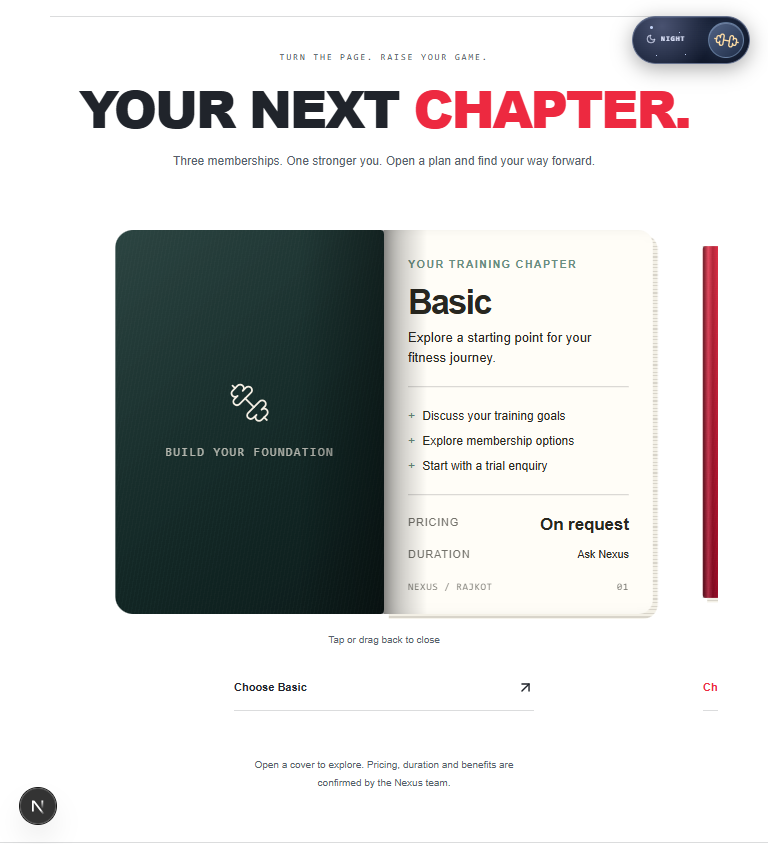 NIGHT
TURN THE PAGE. RAISE YOUR GAME.
YOUR NEXT CHAPTER.
Three memberships. One stronger you. Open a plan and find your way forward.
BUILD YOUR FOUNDATION
YOUR TRAINING CHAPTER
Basic
Explore a starting point for your
fitness journey.
+ Discuss your training goals
+ Explore membership options
+ Start with a trial enquiry
PRICING On request
DURATION Ask Nexus
NEXUS / RAJKOT 01
Tap or drag back to close
Choose Basic
Ch
Open a cover to explore. Pricing, duration and benefits are
confirmed by the Nexus team.
N